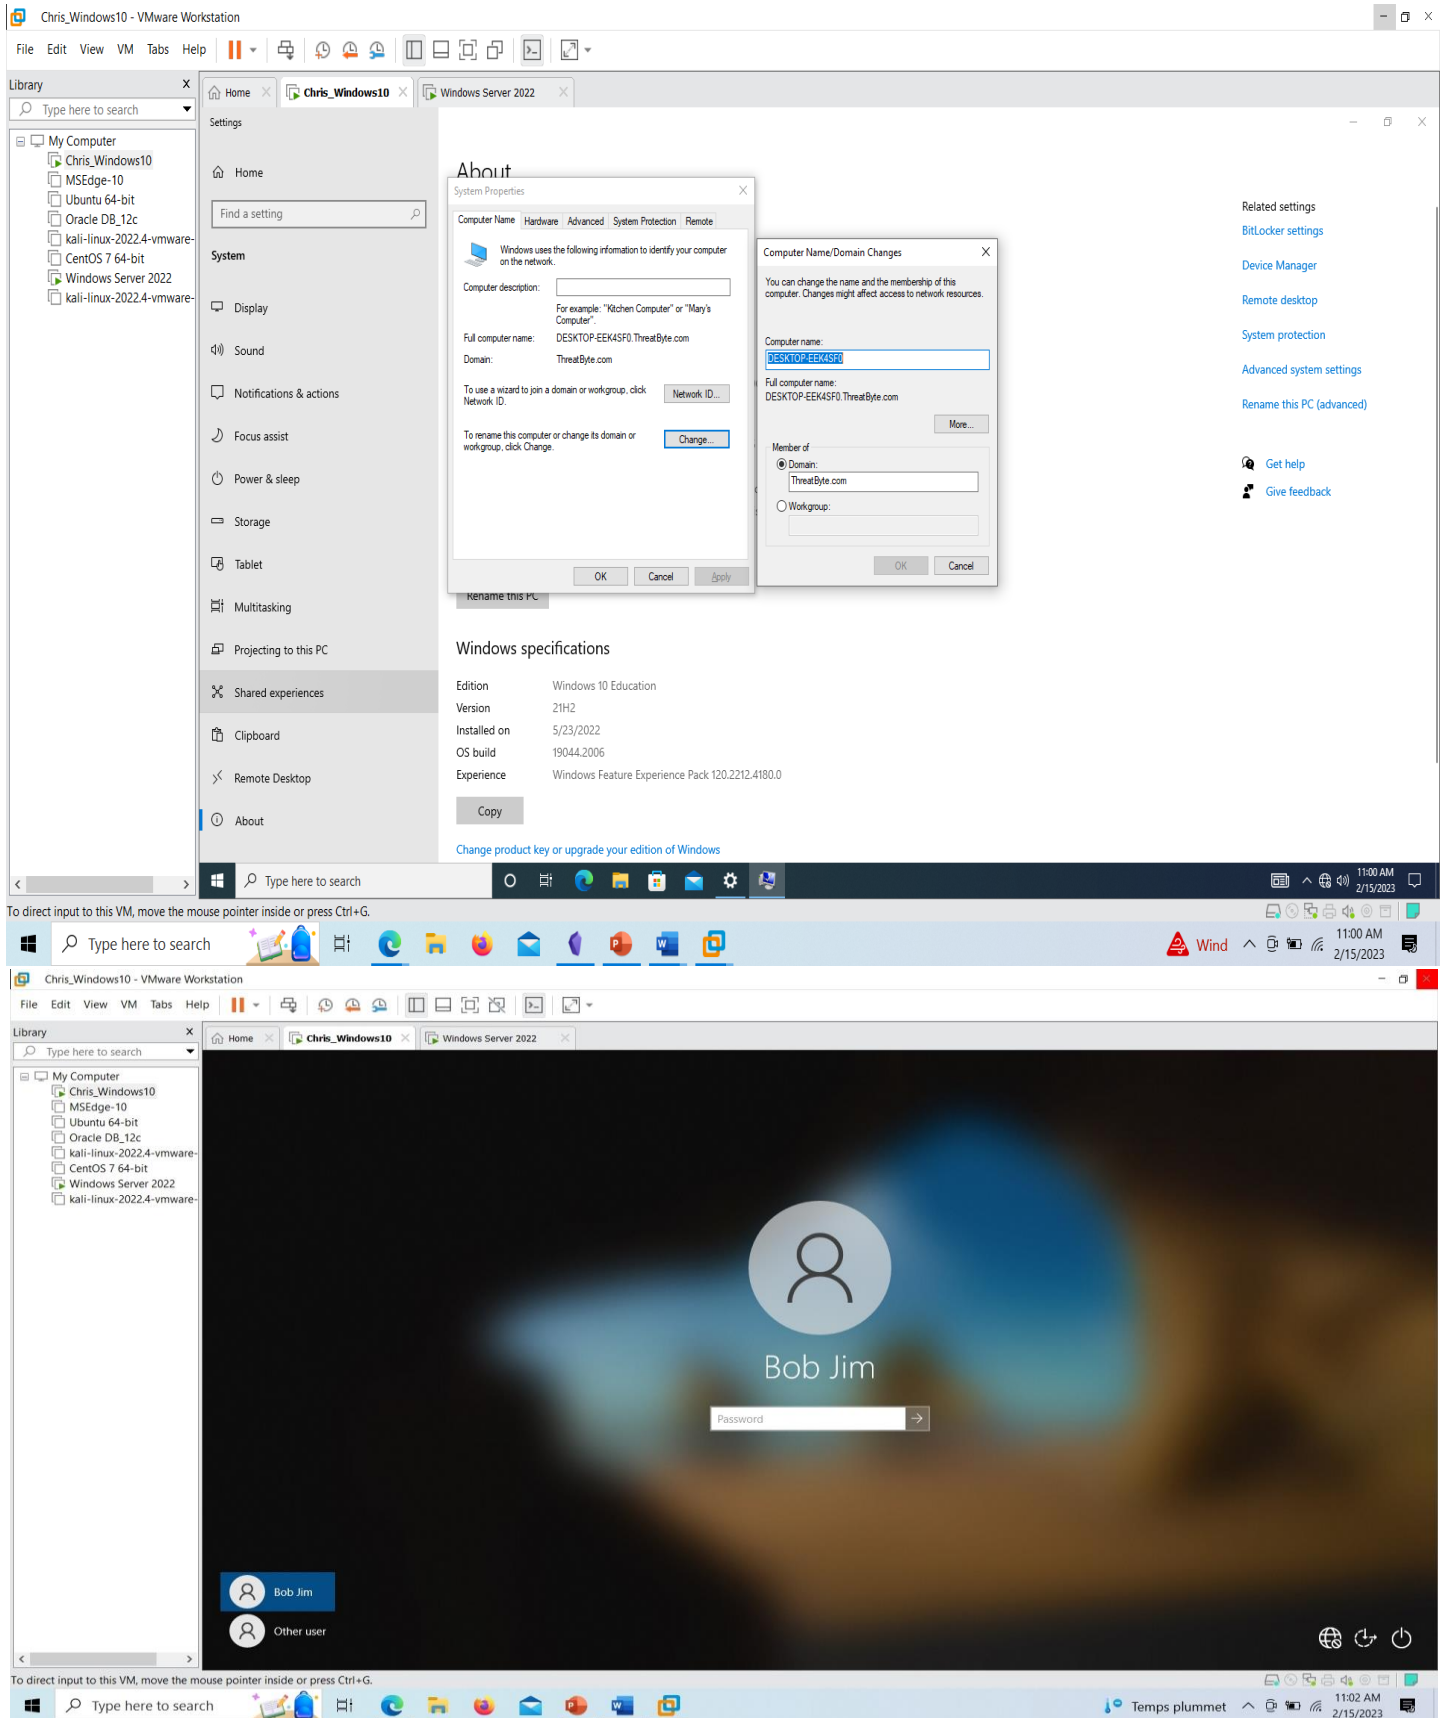 Chris_Windows10 - VMware Workstation
File Edit View VM Tabs Help
Library X
Type here to search
My Computer
Chris_Windows10
MSEdge-10
Ubuntu 64-bit
Oracle DB_12c
kali-linux-2022.4-vmware-
CentOS 7 64-bit
Windows Server 2022
kali-linux-2022.4-vmware-
Home Chris_Windows10 Windows Server 2022
Settings
Home
Find a setting
System
Display
Sound
Notifications & actions
Focus assist
Power & sleep
Storage
Tablet
Multitasking
Projecting to this PC
Shared experiences
Clipboard
Remote Desktop
About
About
System Properties
Computer Name Hardware Advanced System Protection Remote
Windows uses the following information to identify your computer
on the network.
Computer description:
For example: "Kitchen Computer" or "Mary's
Computer".
Full computer name: DESKTOP-EEK4SF0.ThreatByte.com
Domain: ThreatByte.com
To use a wizard to join a domain or workgroup, click
Network ID.
Network ID...
To rename this computer or change its domain or
workgroup, click Change.
Change...
OK Cancel Apply
Computer Name/Domain Changes
You can change the name and the membership of this
computer. Changes might affect access to network resources.
Computer name:
DESKTOP-EEK4SF0
Full computer name:
DESKTOP-EEK4SF0.ThreatByte.com
More...
Member of
Domain:
ThreatByte.com
Workgroup:
OK Cancel
Rename this PC
Windows specifications
Edition Windows 10 Education
Version 21H2
Installed on 5/23/2022
OS build 19044.2006
Experience Windows Feature Experience Pack 120.2212.4180.0
Copy
Change product key or upgrade your edition of Windows
Related settings
BitLocker settings
Device Manager
Remote desktop
System protection
Advanced system settings
Rename this PC (advanced)
Get help
Give feedback
Type here to search
11:00 AM
2/15/2023
To direct input to this VM, move the mouse pointer inside or press Ctrl+G.
Type here to search
Wind
11:00 AM
2/15/2023
Chris_Windows10 - VMware Workstation
File Edit View VM Tabs Help
Library X
Type here to search
My Computer
Chris_Windows10
MSEdge-10
Ubuntu 64-bit
Oracle DB_12c
kali-linux-2022.4-vmware-
CentOS 7 64-bit
Windows Server 2022
kali-linux-2022.4-vmware-
Home Chris_Windows10 Windows Server 2022
Bob Jim
Password
Bob Jim
Other user
To direct input to this VM, move the mouse pointer inside or press Ctrl+G.
Type here to search
Temps plummet
11:02 AM
2/15/2023